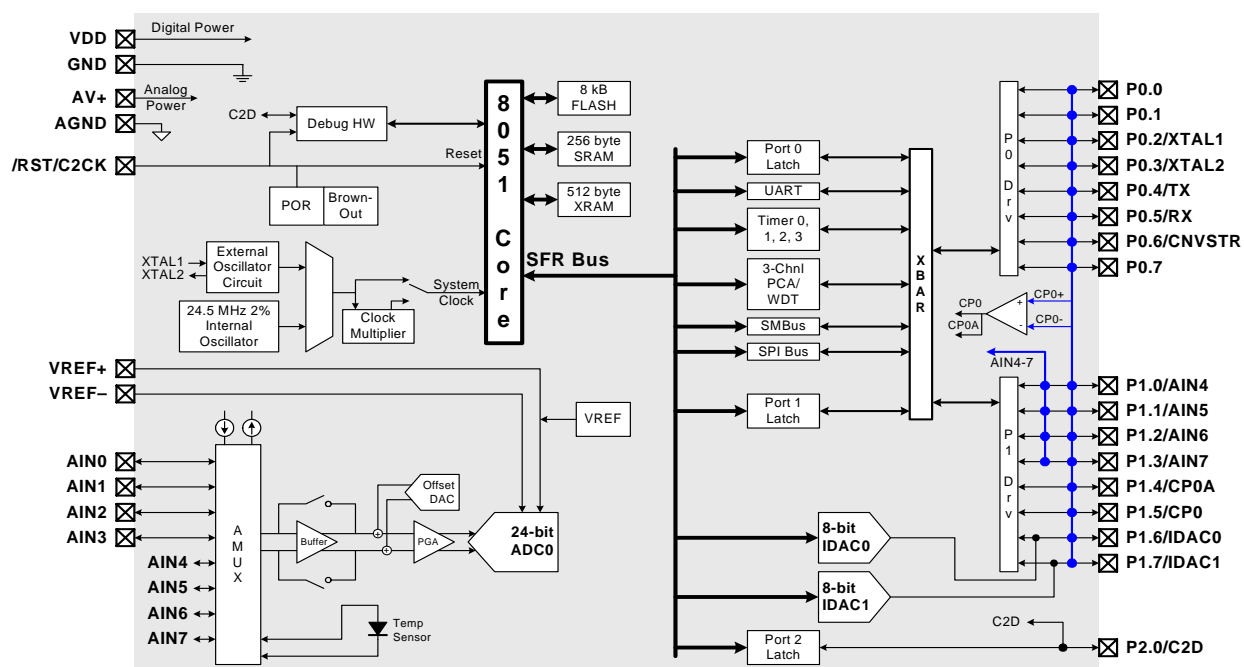 VDD
Digital Power
GND
AV+
Analog
Power
AGND
/RST/C2CK
C2D
Debug HW
Reset
POR
Brown-
Out
XTAL1
XTAL2
External
Oscillator
Circuit
24.5 MHz 2%
Internal
Oscillator
Clock
Multiplier
System
Clock
8
0
5
1
C
o
r
e
8 kB
FLASH
256 byte
SRAM
512 byte
XRAM
SFR Bus
Port 0
Latch
UART
Timer 0,
1, 2, 3
3-Chnl
PCA/
WDT
SMBus
SPI Bus
Port 1
Latch
X
B
A
R
P
0
D
r
v
P0.0
P0.1
P0.2/XTAL1
P0.3/XTAL2
P0.4/TX
P0.5/RX
P0.6/CNVSTR
P0.7
CP0
CP0A
+
-
CP0+
CP0-
AIN4-7
P
1
D
r
v
P1.0/AIN4
P1.1/AIN5
P1.2/AIN6
P1.3/AIN7
P1.4/CP0A
P1.5/CP0
P1.6/IDAC0
P1.7/IDAC1
VREF+
VREF–
VREF
AIN0
AIN1
AIN2
AIN3
AIN4
AIN5
AIN6
AIN7
A
M
U
X
Buffer
Offset
DAC
+
+
PGA
24-bit
ADC0
Temp
Sensor
8-bit
IDAC0
8-bit
IDAC1
Port 2
Latch
C2D
P2.0/C2D